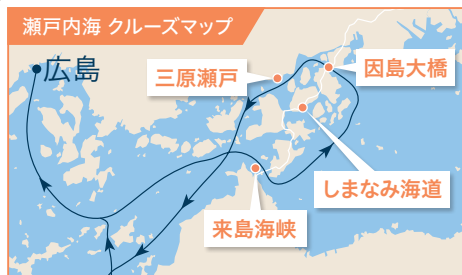 瀬戸内海 クルーズマップ
広島
三原瀬戸
因島大橋
しまなみ海道
来島海峡